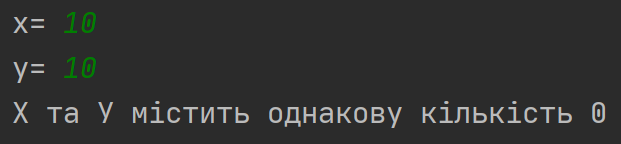 x= 10
y= 10
Х та У містить однакову кількість 0